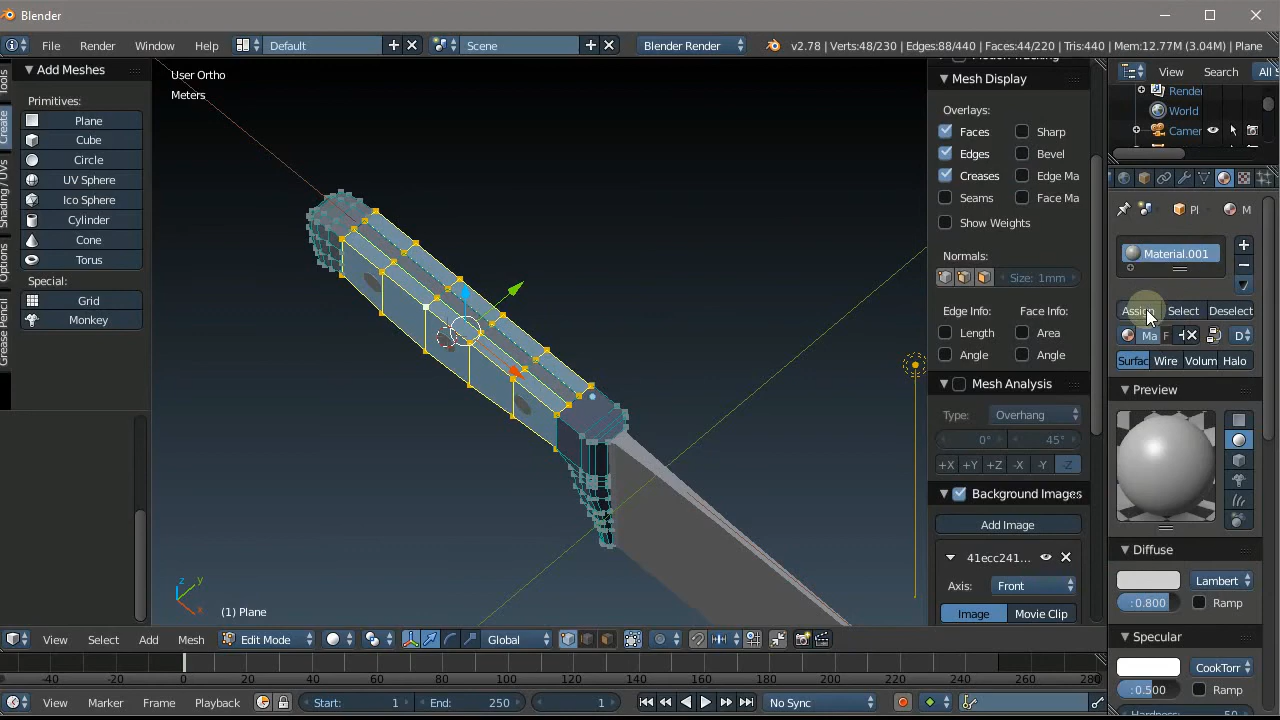 Blender
File Render Window Help Default Scene Blender Render v2.78 | Verts:48/230 | Edges:88/440 | Faces:44/220 | Tris:440 | Mem:12.77M (3.04M) | Plane
Tools
Create
Shading / UVs
Options
Grease Pencil
Add Meshes
Primitives:
Plane
Cube
Circle
UV Sphere
Ico Sphere
Cylinder
Cone
Torus
Special:
Grid
Monkey
User Ortho
Meters
z y x
(1) Plane
Mesh Display
Overlays:
Faces Sharp
Edges Bevel
Creases Edge Ma
Seams Face Ma
Show Weights
Normals:
Size: 1mm
Edge Info: Face Info:
Length Area
Angle Angle
Mesh Analysis
Type: Overhang
0° 45°
+X +Y +Z -X -Y -Z
Background Images
Add Image
41ecc241...
Axis: Front
Image Movie Clip
View Search All S
Render
World
Camer
Pl M
Material.001
Assign Select Deselect
Ma F D
Surfac Wire Volum Halo
Preview
Diffuse
Lambert
:0.800 Ramp
Specular
CookTorr
:0.500 Ramp
View Select Add Mesh Edit Mode Global
-40 -20 0 20 40 60 80 100 120 140 160 180 200 220 240 260 280
View Marker Frame Playback Start: 1 End: 250 1 No Sync